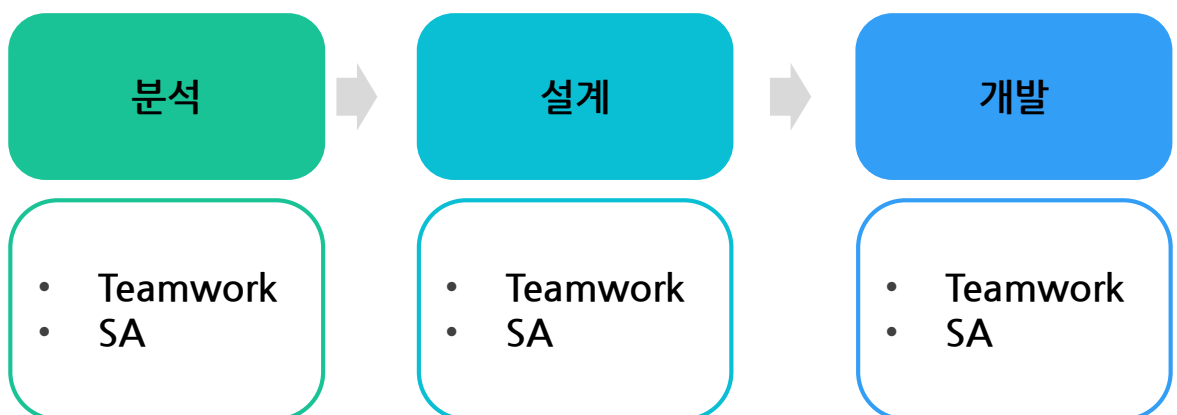 분석
설계
개발
• Teamwork
• SA
• Teamwork
• SA
• Teamwork
• SA